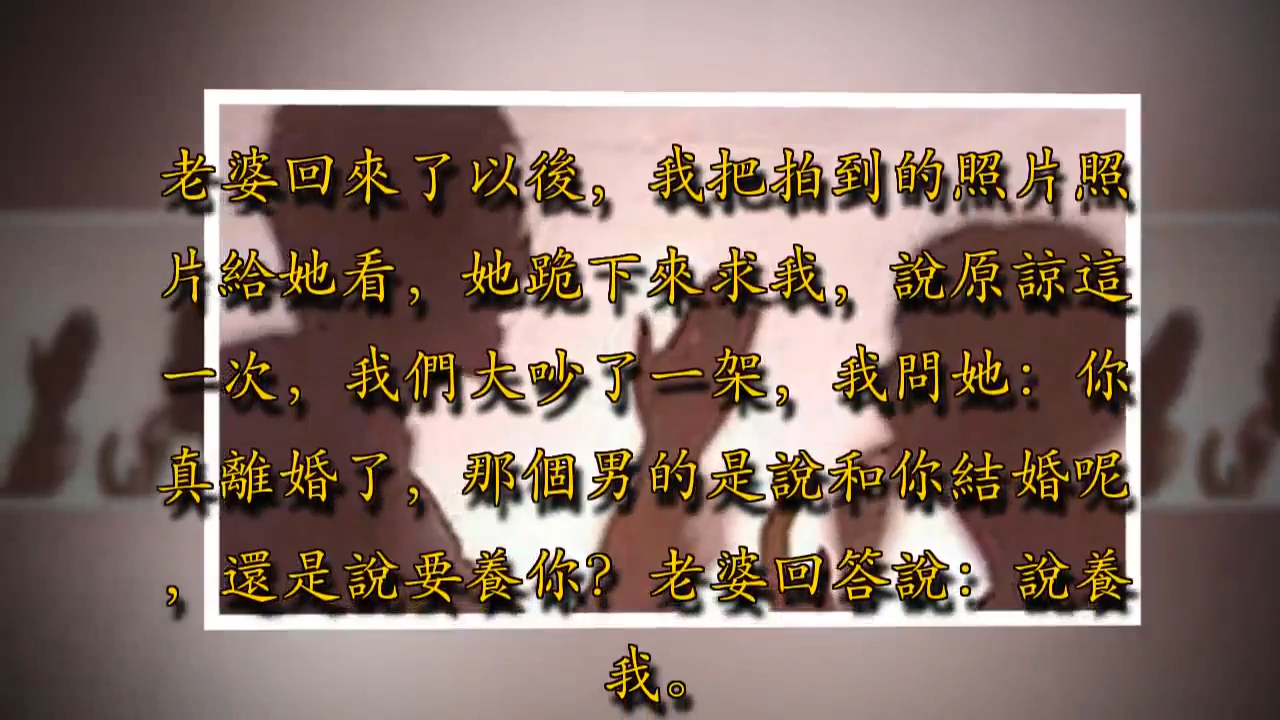 老婆回來了以後，我把拍到的照片照
片給她看，她跪下來求我，說原諒這
一次，我們大吵了一架，我問她：你
真離婚了，那個男的是說和你結婚呢
，還是說要養你？老婆回答說：說養
我。